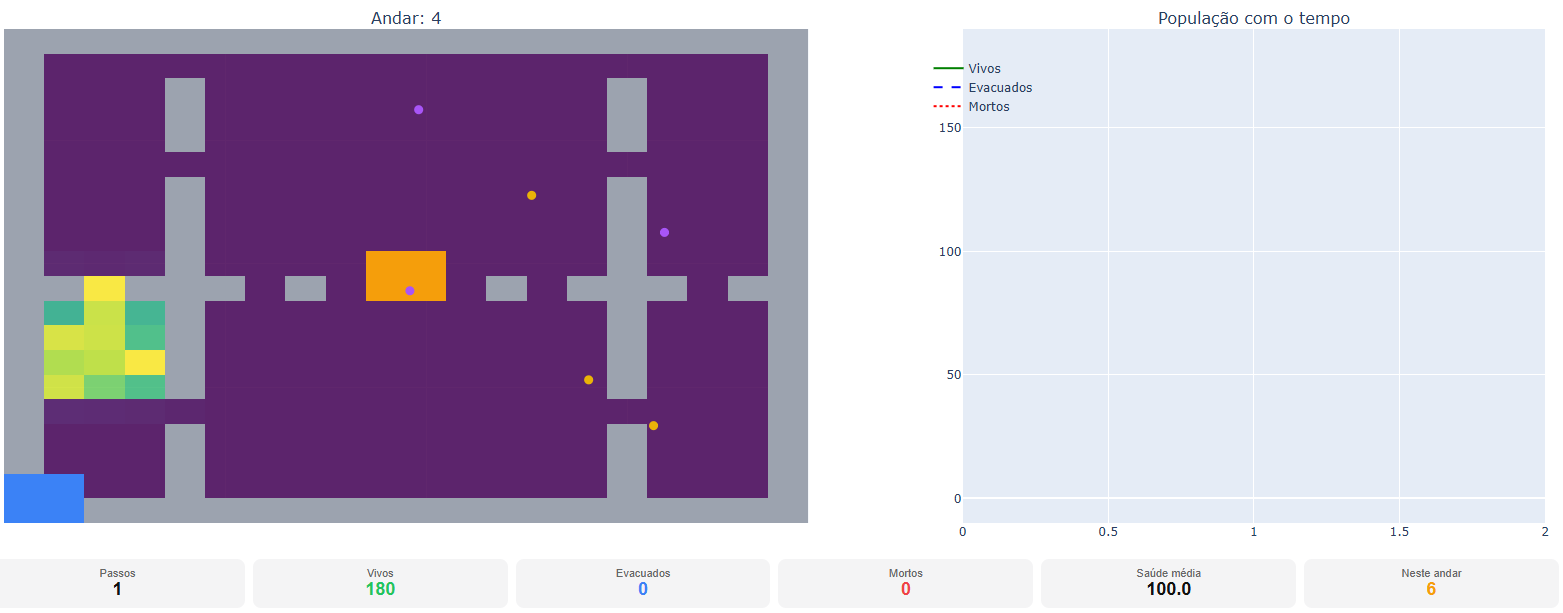 Andar: 4
População com o tempo
Vivos
Evacuados
Mortos
150
100
50
0
0 0.5 1 1.5 2
Passos
1
Vivos
180
Evacuados
0
Mortos
0
Saúde média
100.0
Neste andar
6